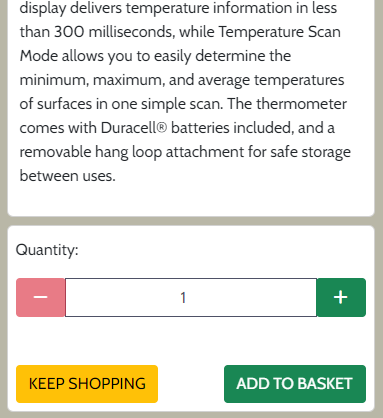 display delivers temperature information in less
than 300 milliseconds, while Temperature Scan
Mode allows you to easily determine the
minimum, maximum, and average temperatures
of surfaces in one simple scan. The thermometer
comes with Duracell® batteries included, and a
removable hang loop attachment for safe storage
between uses.
Quantity:
− 1 +
KEEP SHOPPING ADD TO BASKET